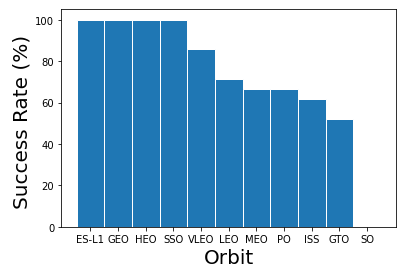 Success Rate (%)
100
80
60
40
20
0
ES-L1 GEO HEO SSO VLEO LEO MEO PO ISS GTO SO
Orbit